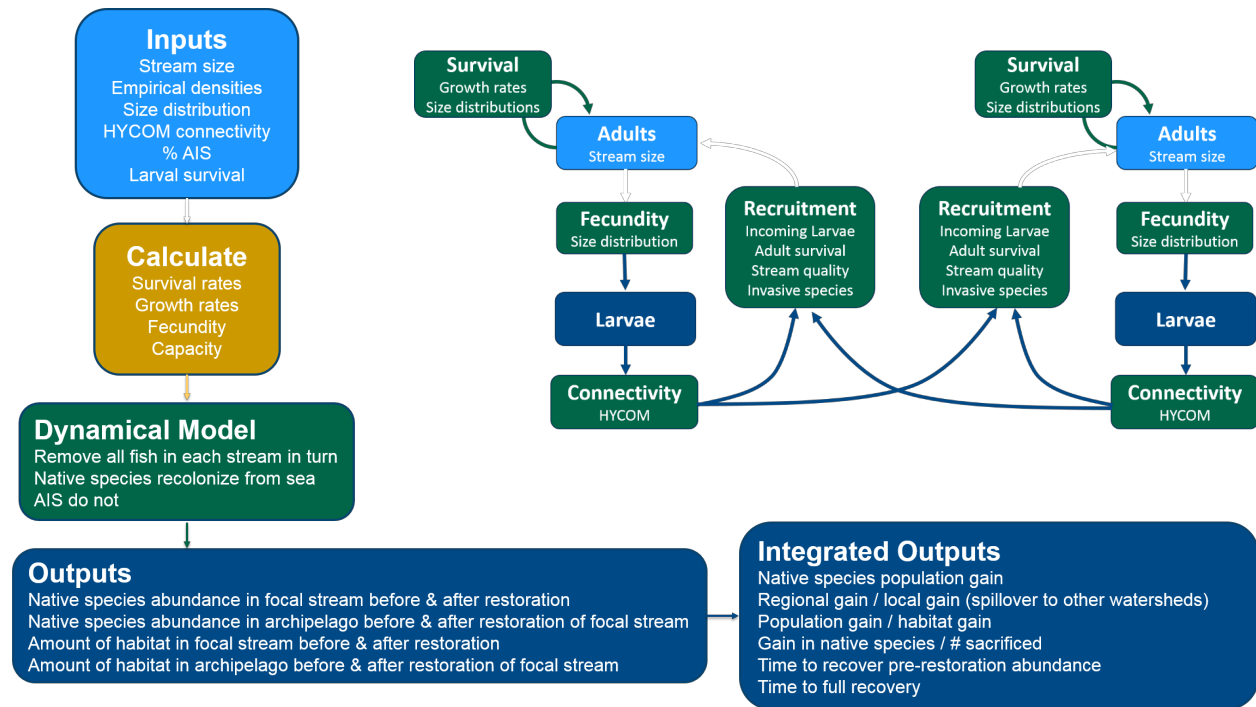 Inputs
Stream size
Empirical densities
Size distribution
HYCOM connectivity
% AIS
Larval survival
Calculate
Survival rates
Growth rates
Fecundity
Capacity
Dynamical Model
Remove all fish in each stream in turn
Native species recolonize from sea
AIS do not
Outputs
Native species abundance in focal stream before & after restoration
Native species abundance in archipelago before & after restoration of focal stream
Amount of habitat in focal stream before & after restoration
Amount of habitat in archipelago before & after restoration of focal stream
Integrated Outputs
Native species population gain
Regional gain / local gain (spillover to other watersheds)
Population gain / habitat gain
Gain in native species / # sacrificed
Time to recover pre-restoration abundance
Time to full recovery
Survival
Growth rates
Size distributions
Adults
Stream size
Fecundity
Size distribution
Larvae
Connectivity
HYCOM
Recruitment
Incoming Larvae
Adult survival
Stream quality
Invasive species
Recruitment
Incoming Larvae
Adult survival
Stream quality
Invasive species
Survival
Growth rates
Size distributions
Adults
Stream size
Fecundity
Size distribution
Larvae
Connectivity
HYCOM